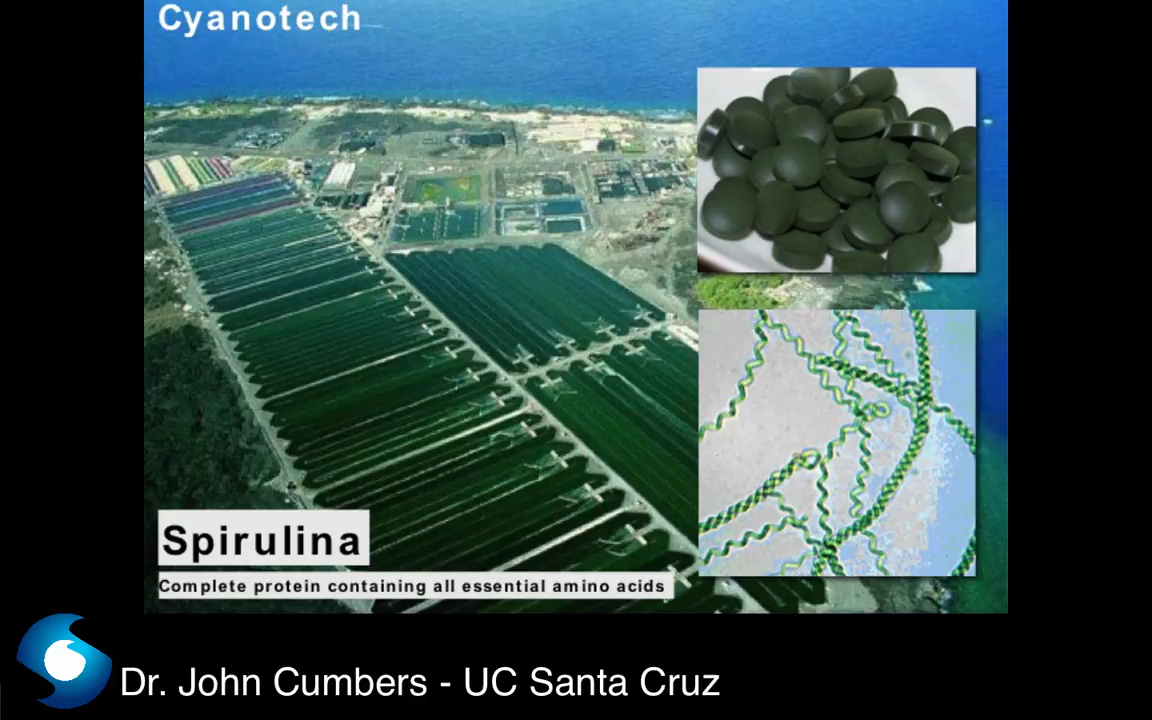 Cyanotech
Spirulina
Complete protein containing all essential amino acids
Dr. John Cumbers - UC Santa Cruz